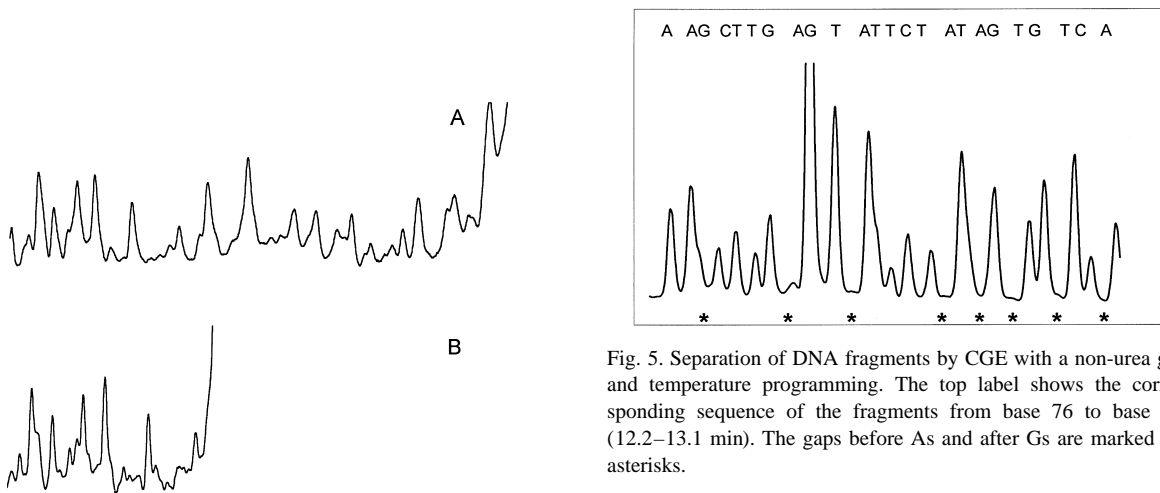 A
B
A AG CTTG AG T ATTCT AT AG TG TC A
* * * * * * * *
Fig. 5. Separation of DNA fragments by CGE with a non-urea g
and temperature programming. The top label shows the cor
sponding sequence of the fragments from base 76 to base
(12.2–13.1 min). The gaps before As and after Gs are marked
asterisks.